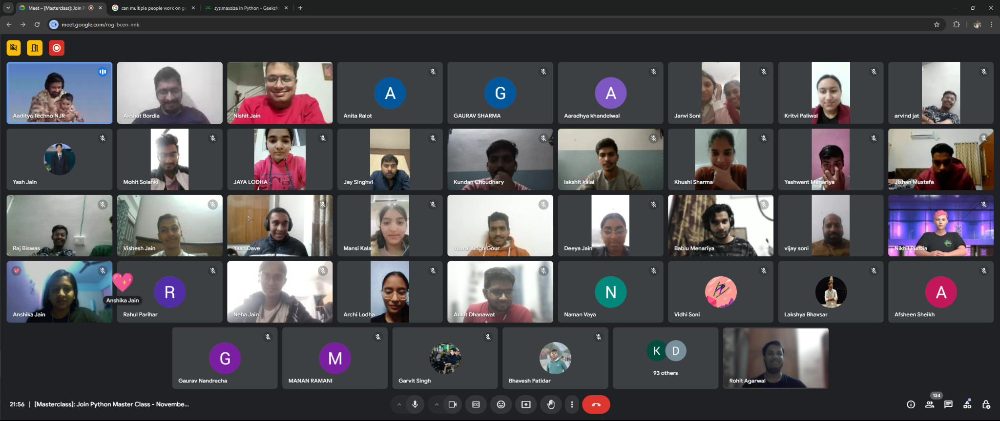 Meet – [Masterclass]: Join P
can multiple people work on go
sys.maxsize in Python - Geeksfo
meet.google.com/rog-bcen-nnk
Aaditya Techno NJR
Akshat Bordia
Nishit Jain
A
Anita Ralot
G
GAURAV SHARMA
A
Aaradhya khandelwal
Janvi Soni
Kritvi Paliwal
arvind jat
Yash Jain
Mohit Solanki
JAYA LODHA
Jay Singhvi
Kundan Choudhary
lakshit kalal
Khushi Sharma
Yashwant Menariya
Jishan Mustafa
Raj Biswas
Vishesh Jain
Yash Dave
Mansi Kalal
Yuvraj singh Gour
Deeya Jain
Bablu Menariya
vijay soni
Nikhil Purbia
Anshika Jain
Anshika Jain
R
Rahul Parihar
Neha Jain
Archi Lodha
Ankit Dhanawat
N
Naman Vaya
Vidhi Soni
Lakshya Bhavsar
A
Afsheen Sheikh
G
Gaurav Nandrecha
M
MANAN RAMANI
Garvit Singh
Bhavesh Patidar
K D
93 others
Rohit Agarwal
21:56 | [Masterclass]: Join Python Master Class - Novembe...
134